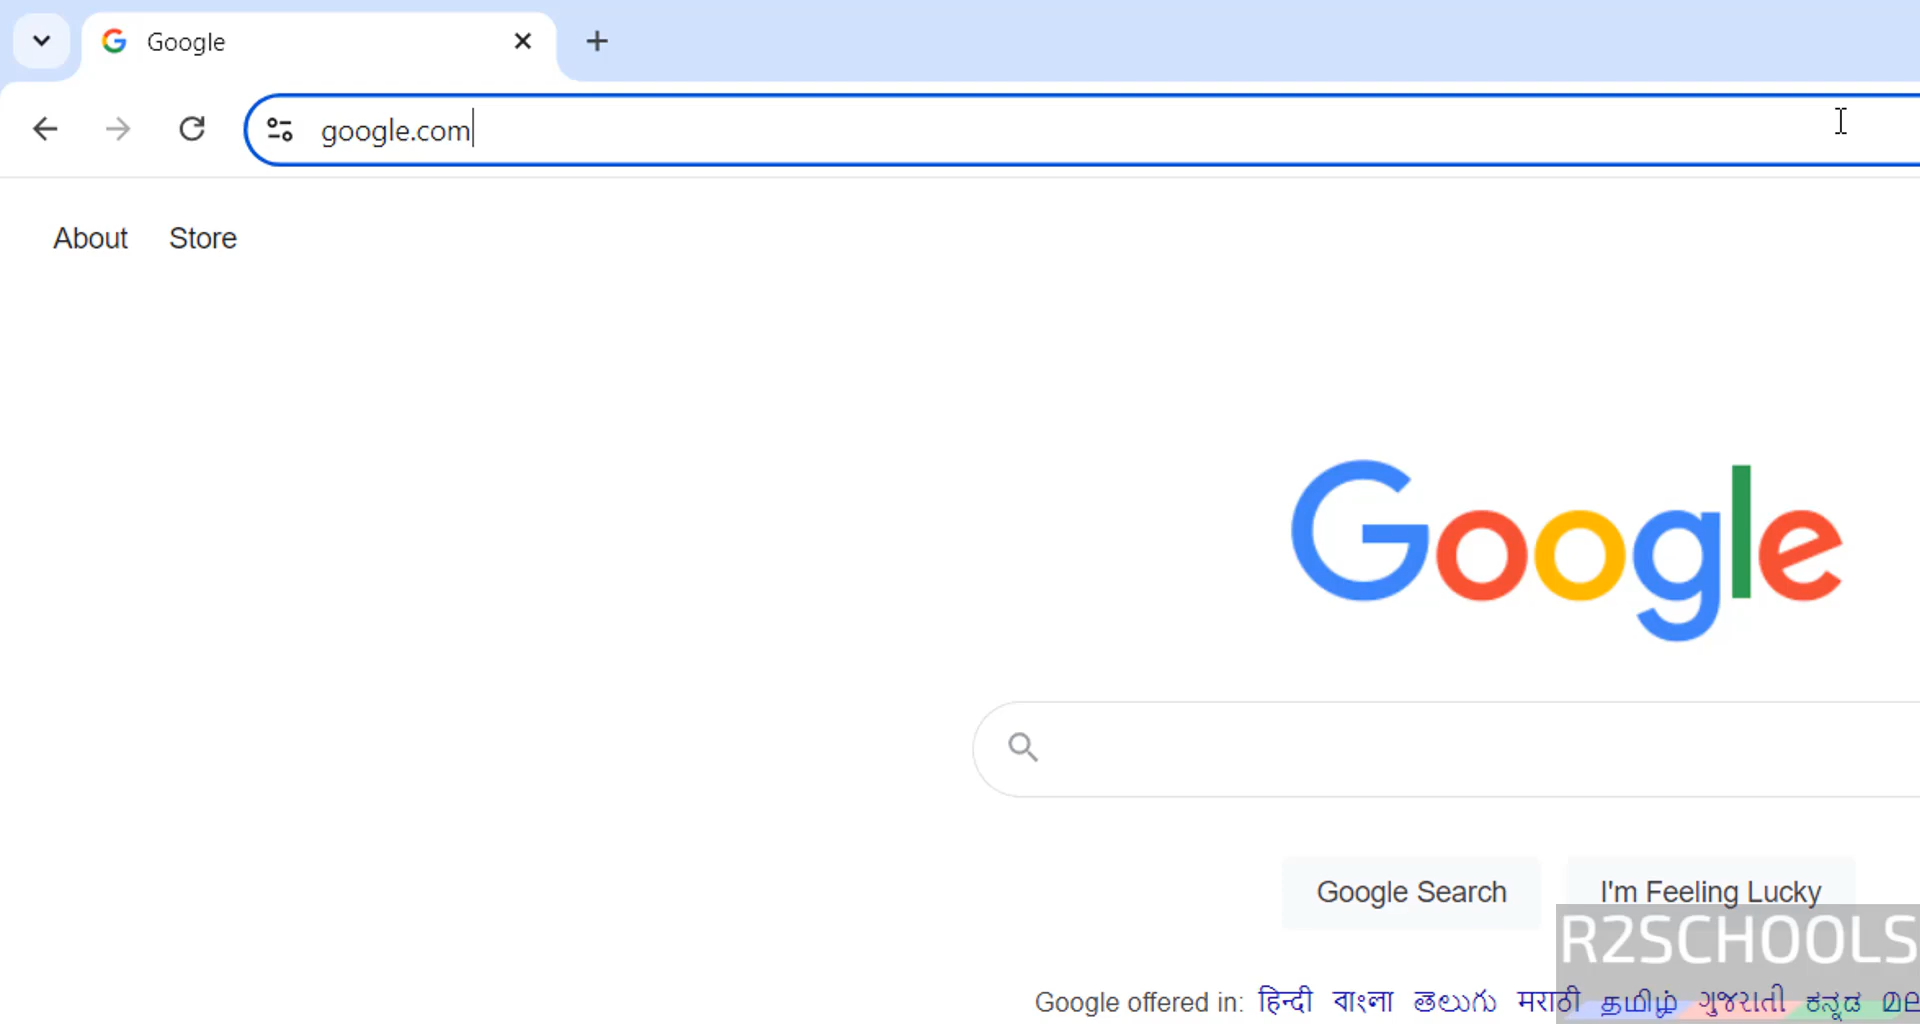 Google
google.com
About Store
Google
Google Search I'm Feeling Lucky
R2SCHOOLS
Google offered in: हिन्दी বাংলা తెలుగు मराठी தமிழ் ગુજરાતી ಕನ್ನಡ